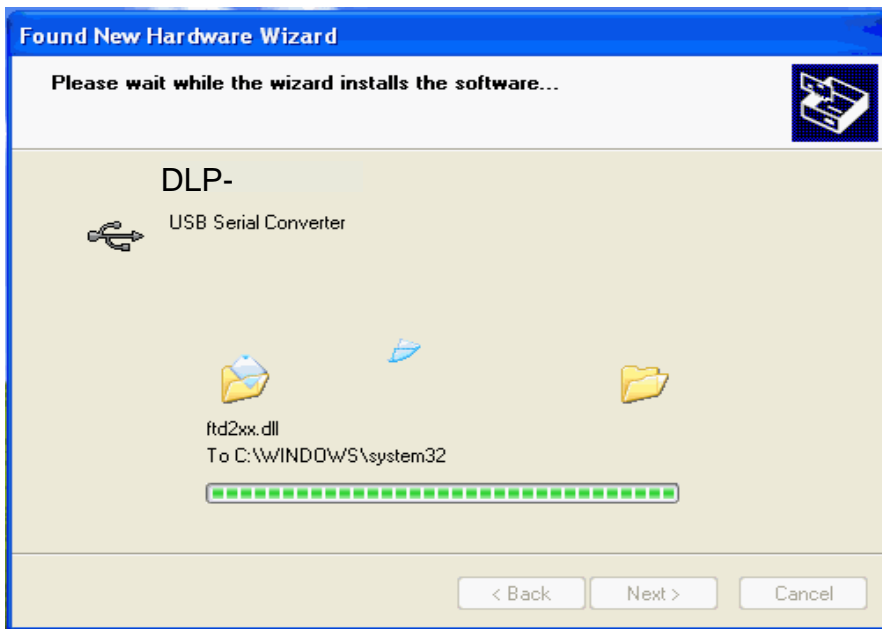 Found New Hardware Wizard
Please wait while the wizard installs the software...
DLP-
USB Serial Converter
ftd2xx.dll
To C:\WINDOWS\system32
< Back Next > Cancel